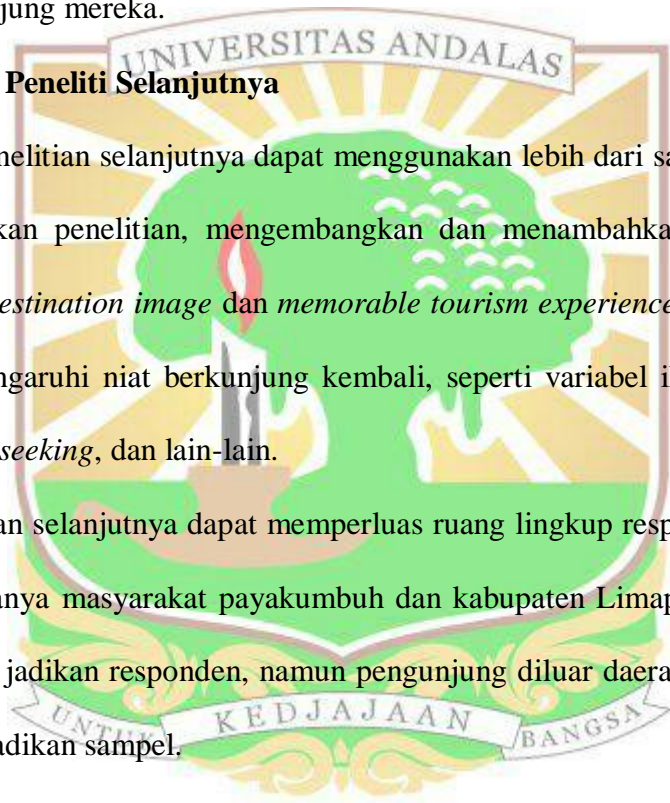 jung mereka.
UNIVERSITAS ANDALAS
Peneliti Selanjutnya
nelitian selanjutnya dapat menggunakan lebih dari sa
kan penelitian, mengembangkan dan menambahka
estination image dan memorable tourism experience
ngaruhi niat berkunjung kembali, seperti variabel i
seeking, dan lain-lain.
an selanjutnya dapat memperluas ruang lingkup resp
anya masyarakat payakumbuh dan kabupaten Limap
jadikan responden, namun pengunjung diluar daera
UNTUK KEDJAJAAN BANGSA
adikan sampel.